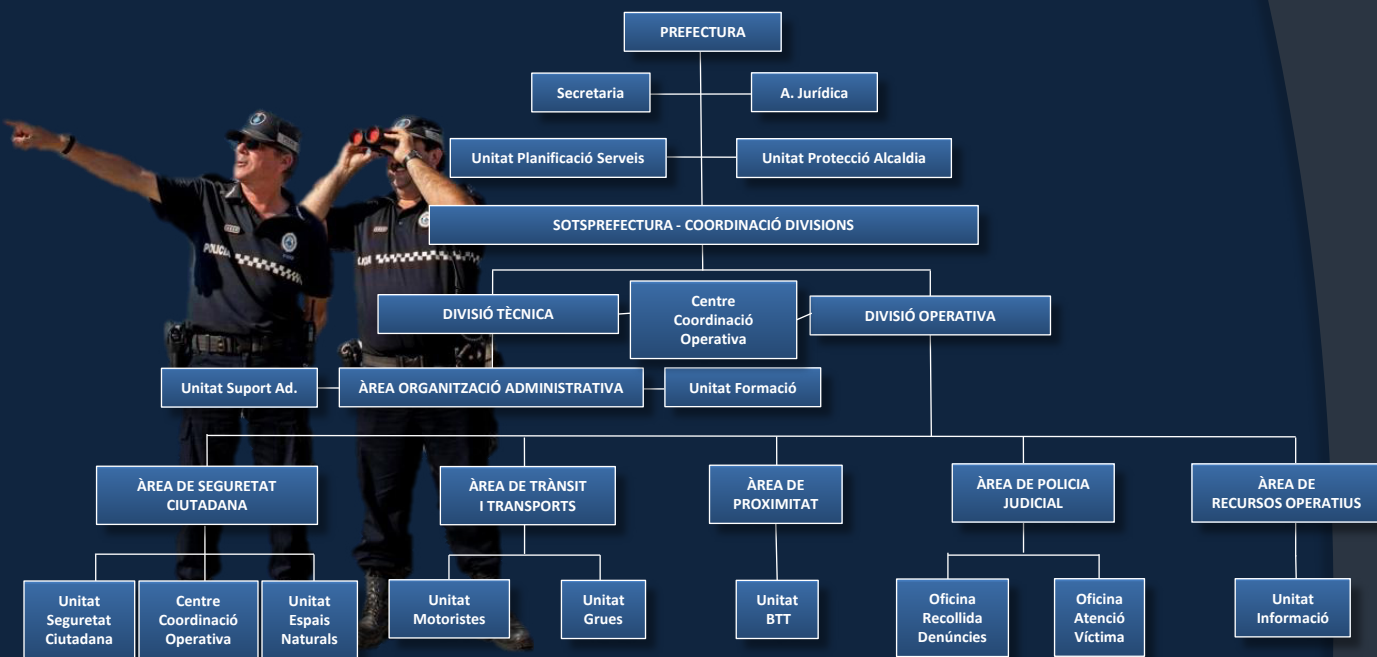 PREFECTURA
Secretaria
A. Jurídica
Unitat Planificació Serveis
Unitat Protecció Alcaldia
SOTSPREFECTURA - COORDINACIÓ DIVISIONS
DIVISIÓ TÈCNICA
Centre
Coordinació
Operativa
DIVISIÓ OPERATIVA
Unitat Suport Ad.
ÀREA ORGANITZACIÓ ADMINISTRATIVA
Unitat Formació
ÀREA DE SEGURETAT
CIUTADANA
ÀREA DE TRÀNSIT
I TRANSPORTS
ÀREA DE
PROXIMITAT
ÀREA DE POLICIA
JUDICIAL
ÀREA DE
RECURSOS OPERATIUS
Unitat
Seguretat
Ciutadana
Centre
Coordinació
Operativa
Unitat
Espais
Naturals
Unitat
Motoristes
Unitat
Grues
Unitat
BTT
Oficina
Recollida
Denúncies
Oficina
Atenció
Víctima
Unitat
Informació
POLICIA
LICIA